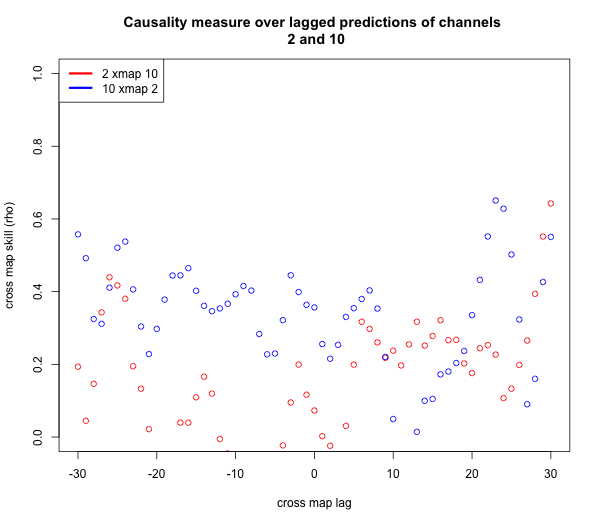 Causality measure over lagged predictions of channels
2 and 10
2 xmap 10
10 xmap 2
cross map skill (rho)
1.0
0.8
0.6
0.4
0.2
0.0
-30 -20 -10 0 10 20 30
cross map lag